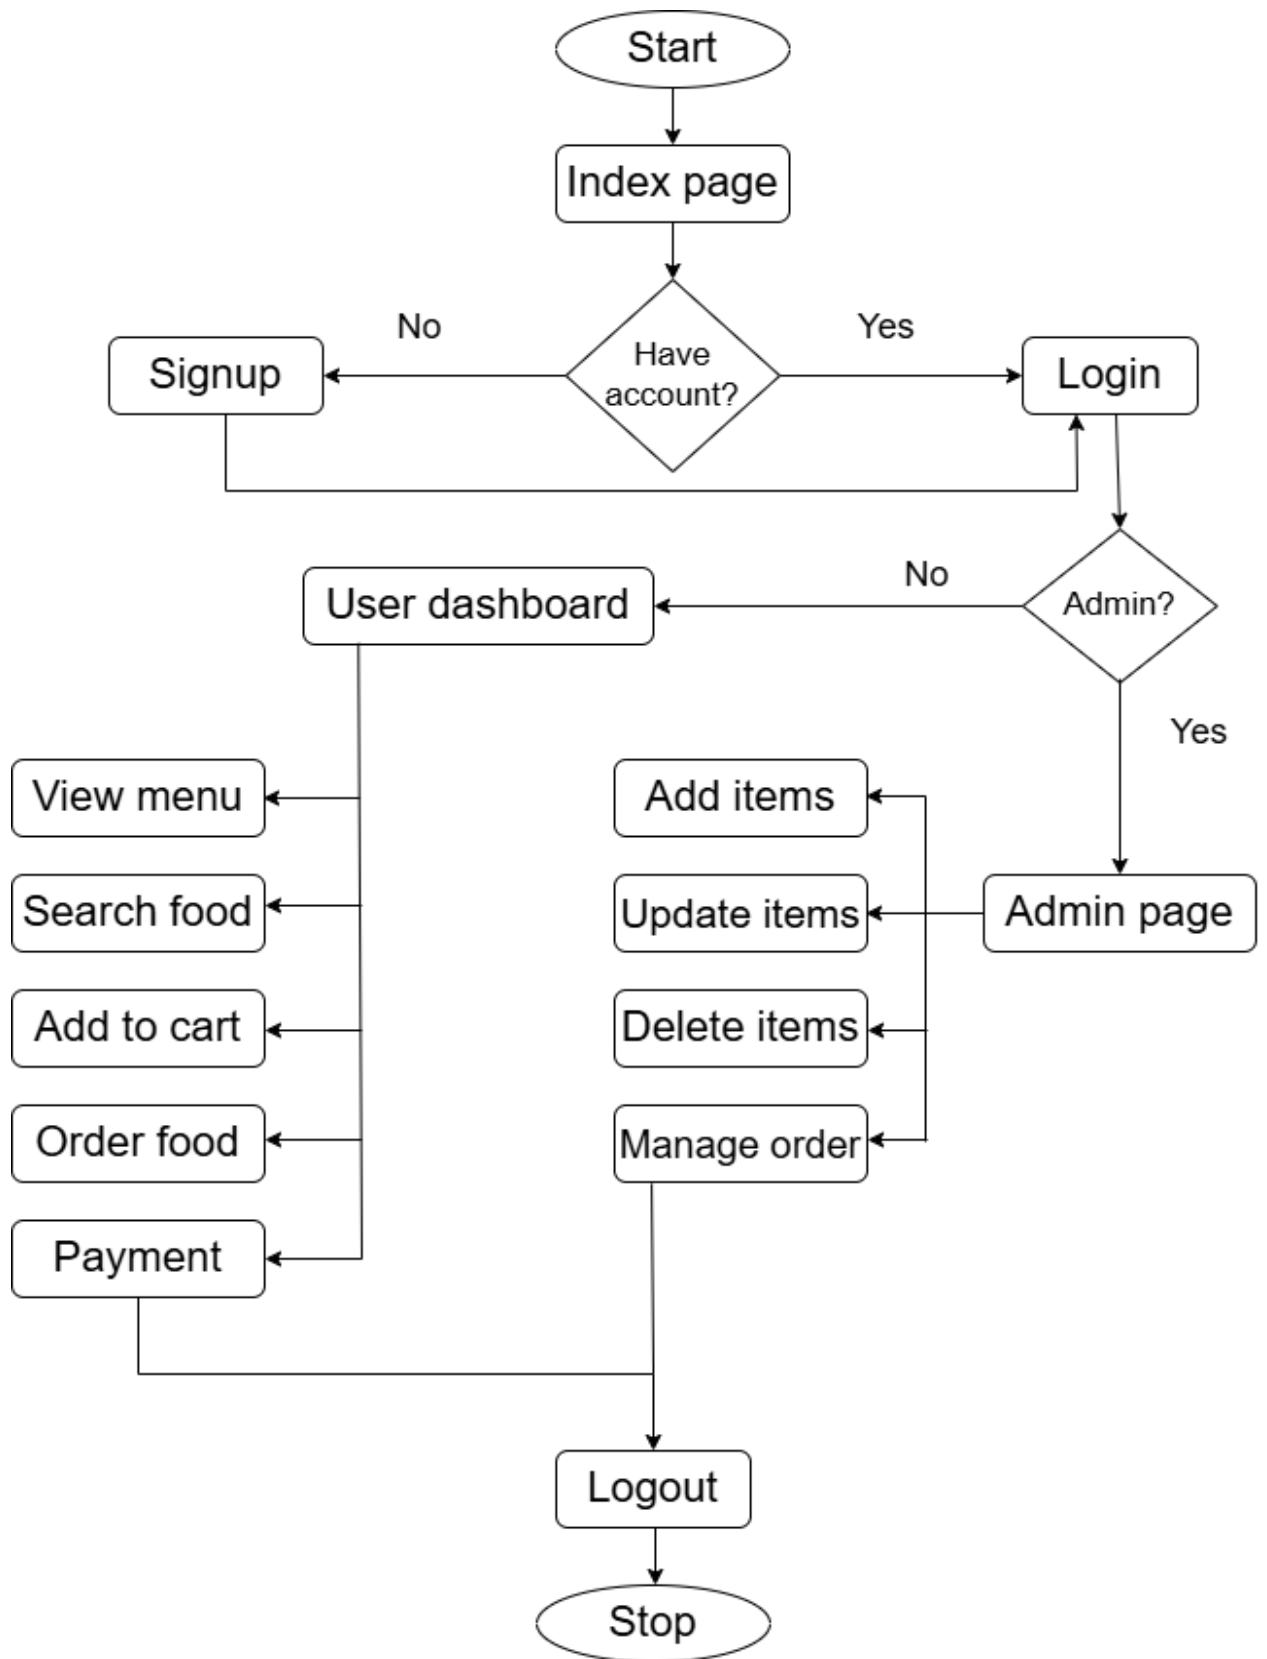 Start
Index page
No
Yes
Signup
Have
account?
Login
No
User dashboard
Admin?
Yes
View menu
Add items
Search food
Update items
Admin page
Add to cart
Delete items
Order food
Manage order
Payment
Logout
Stop